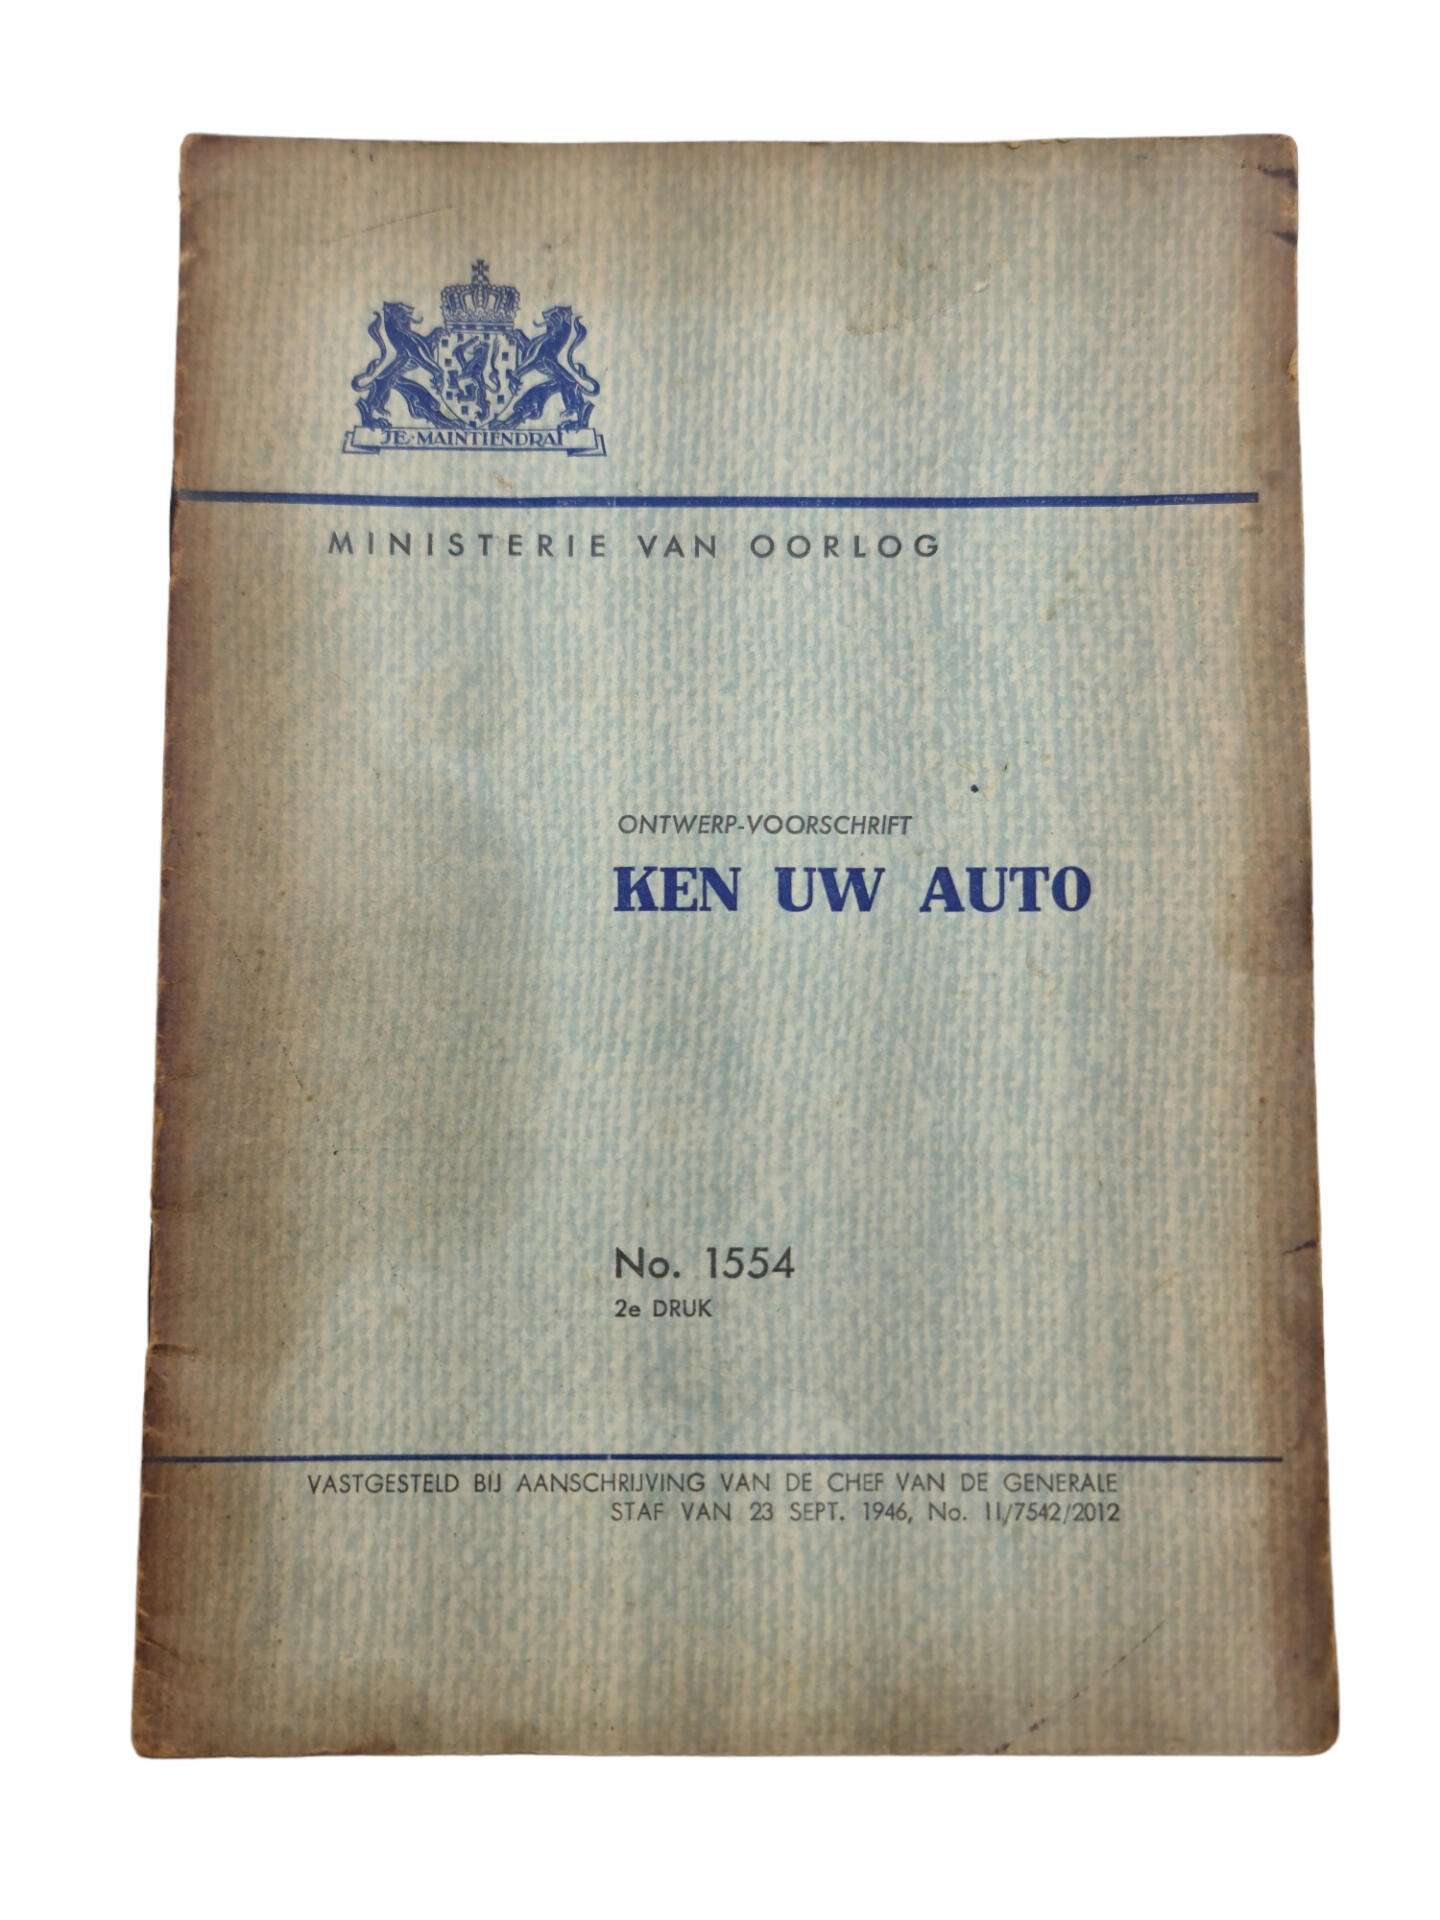 JE·MAINTIENDRAI
MINISTERIE VAN OORLOG
ONTWERP-VOORSCHRIFT
KEN UW AUTO
No. 1554
2e DRUK
VASTGESTELD BIJ AANSCHRIJVING VAN DE CHEF VAN DE GENERALE
STAF VAN 23 SEPT. 1946, No. II/7542/2012